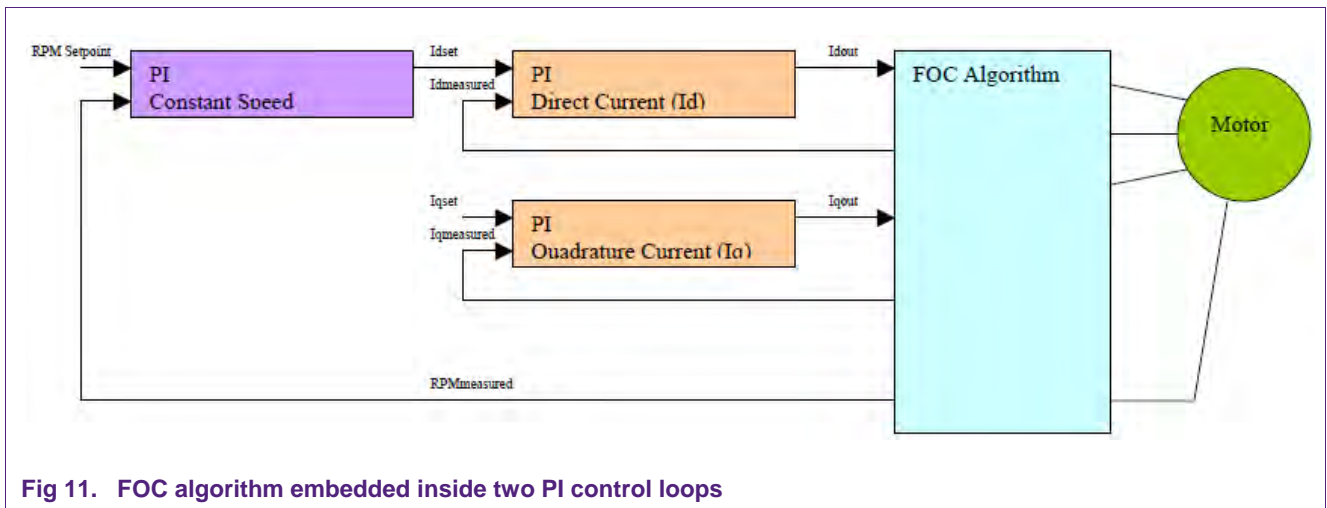 RPM Setpoint
PI
Constant Speed
Idset
Idmeasured
PI
Direct Current (Id)
Idout
FOC Algorithm
Motor
Iqset
Iqmeasured
PI
Quadrature Current (Iq)
Iqout
RPMmeasured
Fig 11. FOC algorithm embedded inside two PI control loops